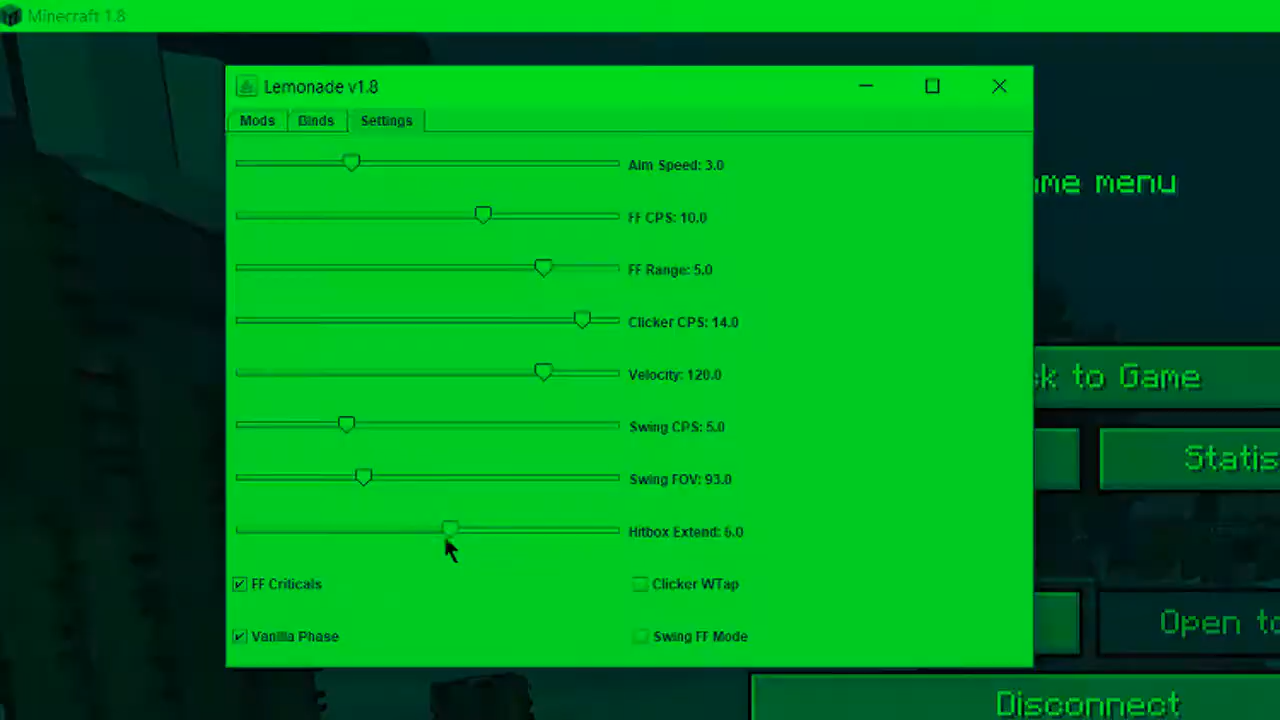 Minecraft 1.8
Lemonade v1.8
Mods Binds Settings
Aim Speed: 3.0
ame menu
FF CPS: 10.0
FF Range: 5.0
Clicker CPS: 14.0
Velocity: 120.0
k to Game
Swing CPS: 5.0
Statis
Swing FOV: 93.0
Hitbox Extend: 6.0
FF Criticals
Clicker WTap
Open to
Vanilla Phase
Swing FF Mode
Disconnect